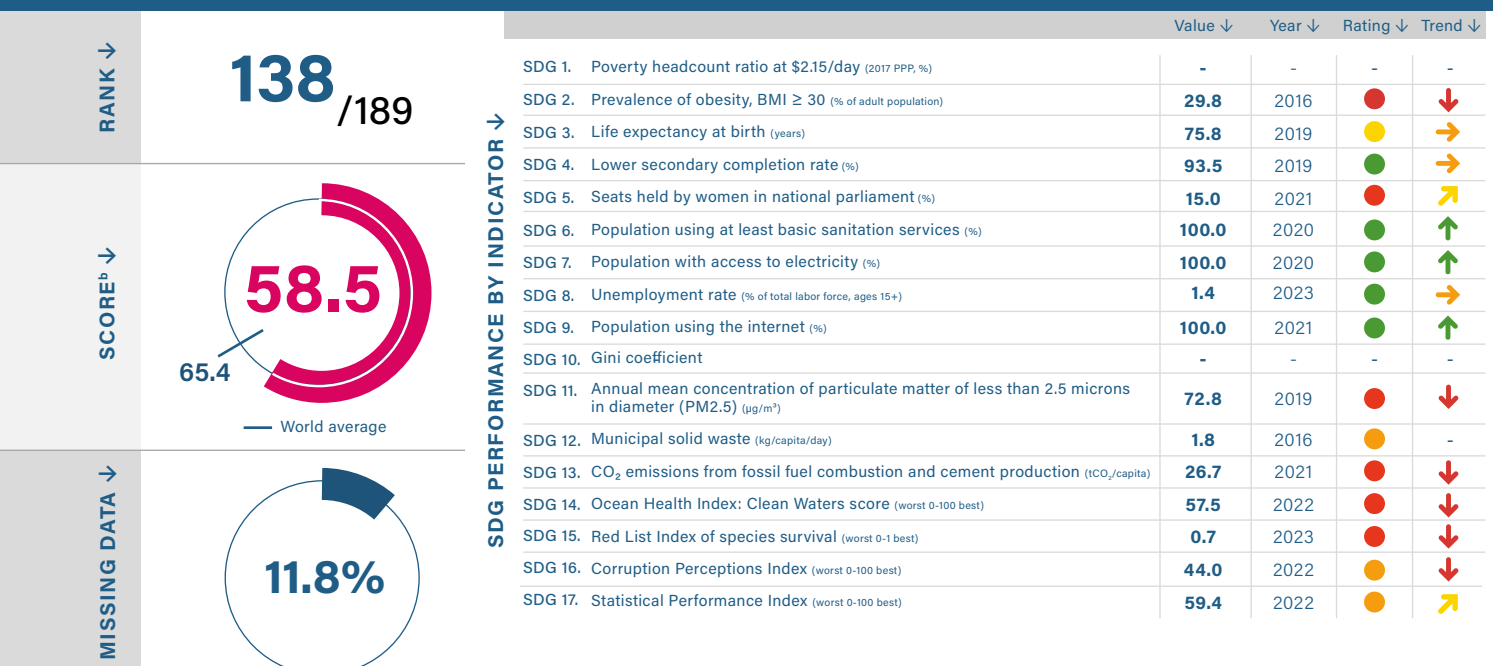 RANK →
138/189
SCOREᵇ →
58.5
65.4
World average
MISSING DATA →
11.8%
SDG PERFORMANCE BY INDICATOR →
Value ↓ Year ↓ Rating ↓ Trend ↓
SDG 1. Poverty headcount ratio at $2.15/day (2017 PPP, %) - - - -
SDG 2. Prevalence of obesity, BMI ≥ 30 (% of adult population) 29.8 2016
SDG 3. Life expectancy at birth (years) 75.8 2019
SDG 4. Lower secondary completion rate (%) 93.5 2019
SDG 5. Seats held by women in national parliament (%) 15.0 2021
SDG 6. Population using at least basic sanitation services (%) 100.0 2020
SDG 7. Population with access to electricity (%) 100.0 2020
SDG 8. Unemployment rate (% of total labor force, ages 15+) 1.4 2023
SDG 9. Population using the internet (%) 100.0 2021
SDG 10. Gini coefficient - - - -
SDG 11. Annual mean concentration of particulate matter of less than 2.5 microns
in diameter (PM2.5) (µg/m³) 72.8 2019
SDG 12. Municipal solid waste (kg/capita/day) 1.8 2016 -
SDG 13. CO₂ emissions from fossil fuel combustion and cement production (tCO₂/capita) 26.7 2021
SDG 14. Ocean Health Index: Clean Waters score (worst 0-100 best) 57.5 2022
SDG 15. Red List Index of species survival (worst 0-1 best) 0.7 2023
SDG 16. Corruption Perceptions Index (worst 0-100 best) 44.0 2022
SDG 17. Statistical Performance Index (worst 0-100 best) 59.4 2022